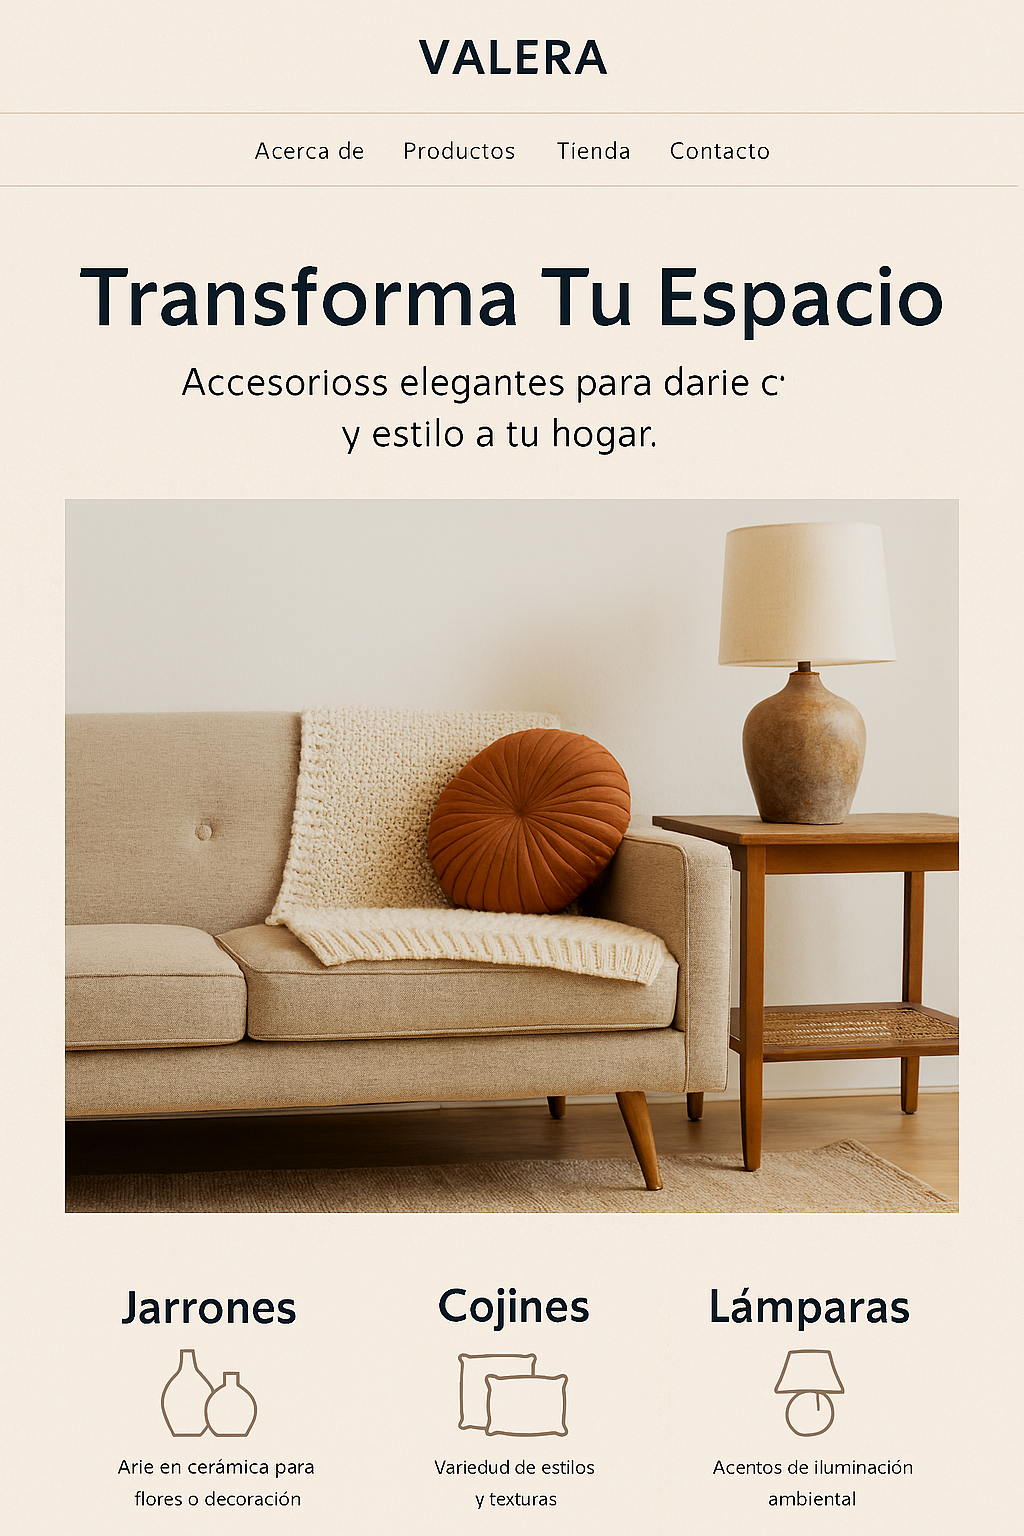 VALERA
Acerca de Productos Tienda Contacto
Transforma Tu Espacio
Accesorioss elegantes para darie
y estilo a tu hogar.
Jarrones
Cojines
Lámparas
Arie en cerámica para
flores o decoración
Variedud de estilos
y texturas
Acentos de iluminación
ambiental